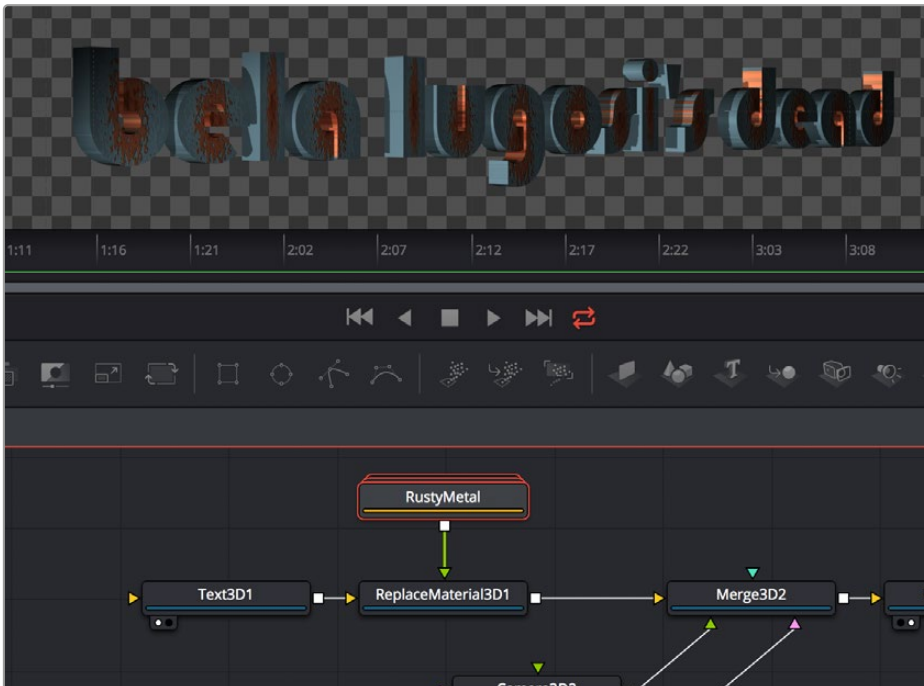 bela lugosi's dead
1:11 1:16 1:21 2:02 2:07 2:12 2:17 2:22 3:03 3:08
T
RustyMetal
Text3D1 ReplaceMaterial3D1 Merge3D2